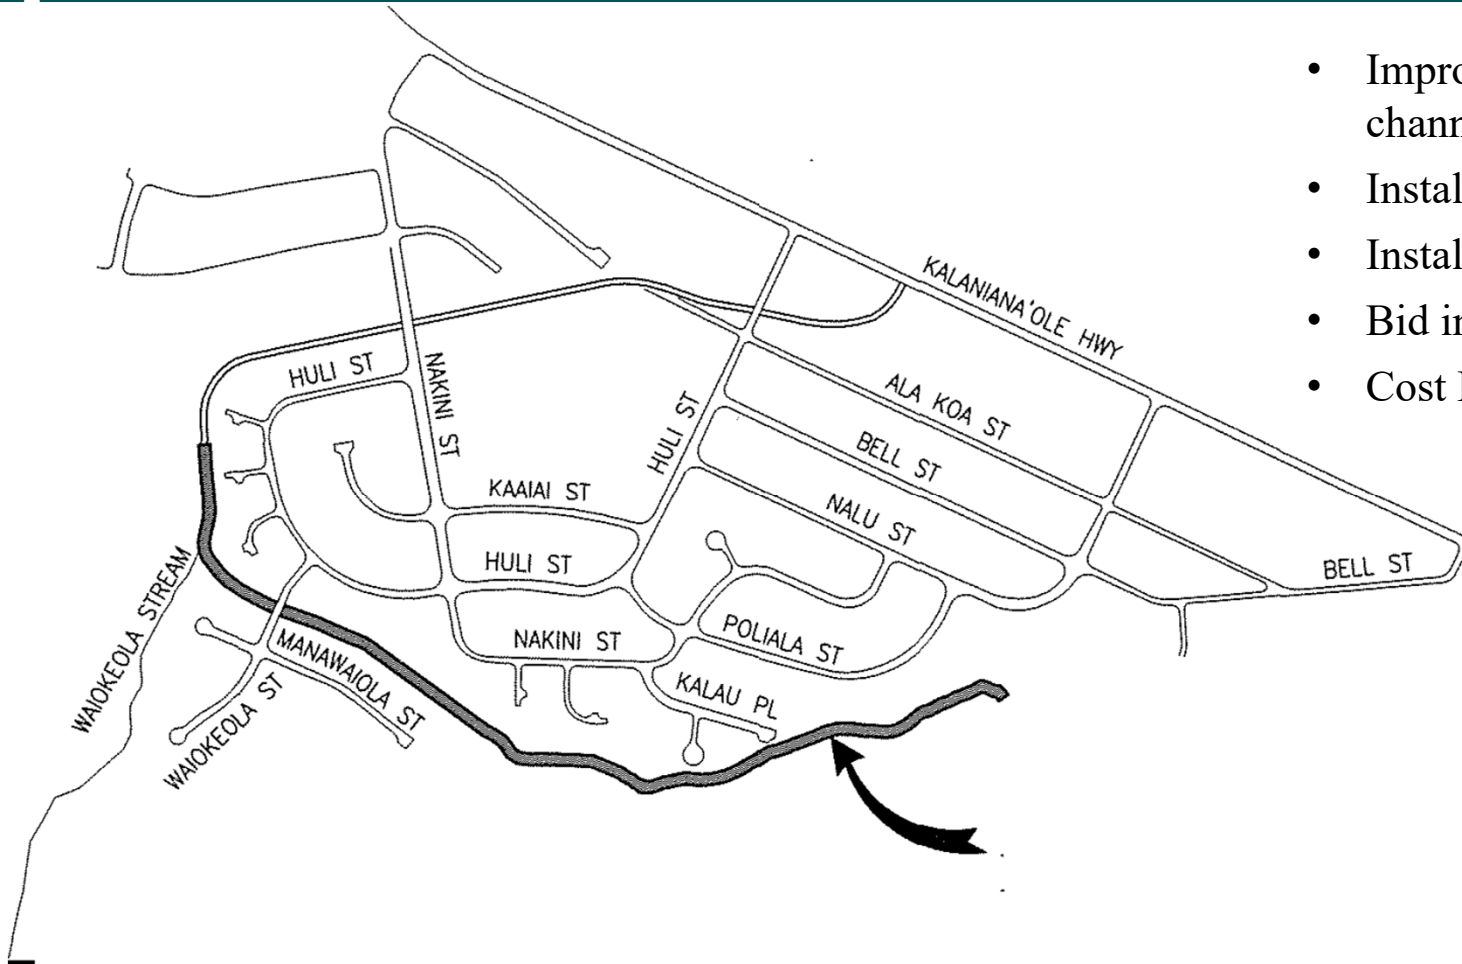 KALANIANA'OLE HWY
HULI ST
NAKINI ST
HULI ST
ALA KOA ST
BELL ST
KAAIAI ST
NALU ST
HULI ST
BELL ST
WAIOKEOLA STREAM
MANAWAIOLA ST
NAKINI ST
POLIALA ST
WAIOKEOLA ST
KALAU PL
• Impro
chann
• Instal
• Instal
• Bid in
• Cost